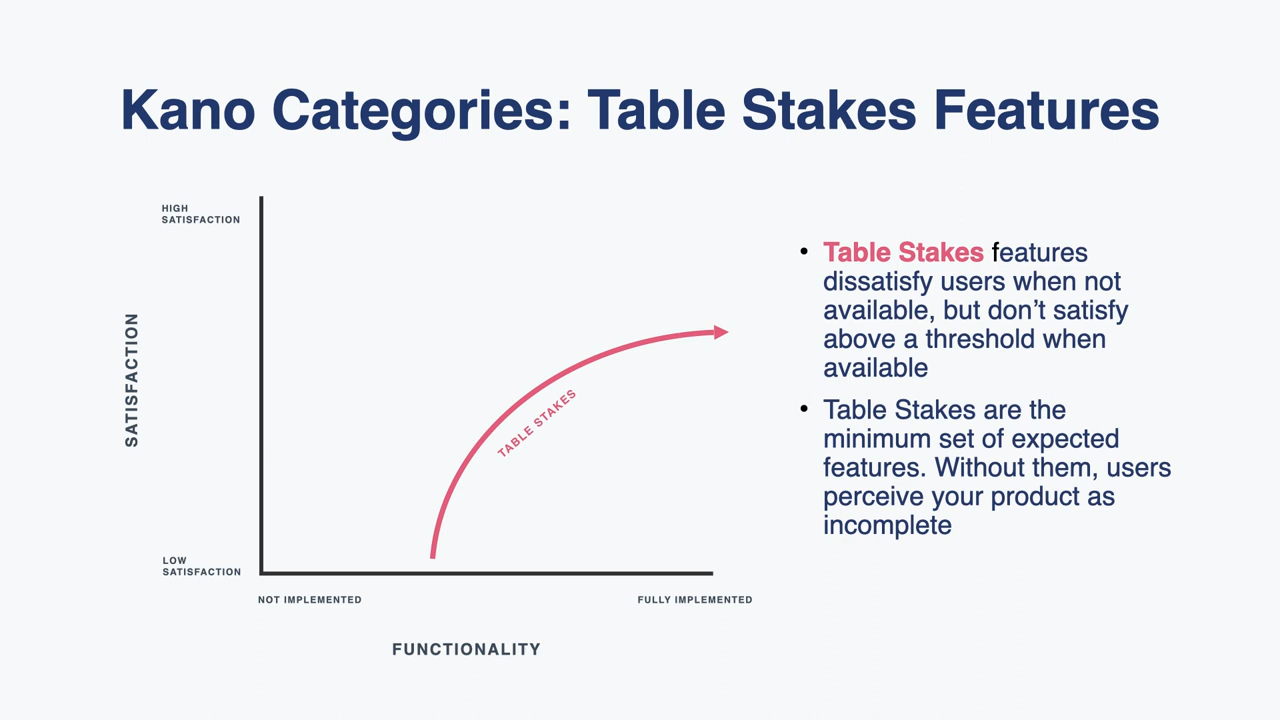 Kano Categories: Table Stakes Features
HIGH
SATISFACTION
SATISFACTION
TABLE STAKES
LOW
SATISFACTION
NOT IMPLEMENTED
FULLY IMPLEMENTED
FUNCTIONALITY
• Table Stakes features
dissatisfy users when not
available, but don’t satisfy
above a threshold when
available
• Table Stakes are the
minimum set of expected
features. Without them, users
perceive your product as
incomplete